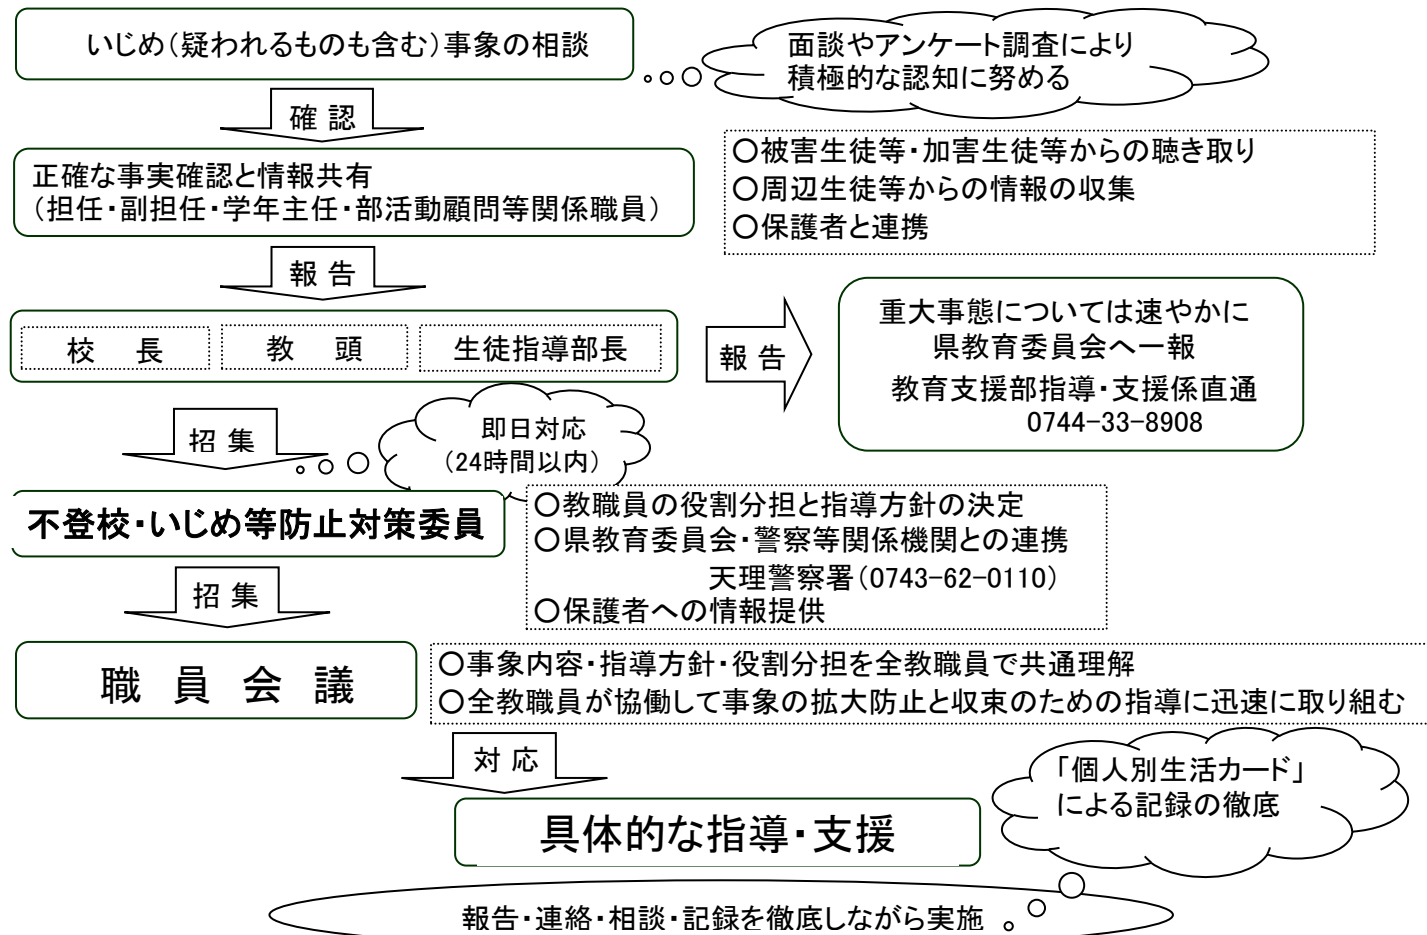 いじめ（疑われるものも含む）事象の相談
面談やアンケート調査により
積極的な認知に努める
確 認
正確な事実確認と情報共有
（担任・副担任・学年主任・部活動顧問等関係職員）
○被害生徒等・加害生徒等からの聴き取り
○周辺生徒等からの情報の収集
○保護者と連携
報 告
校　長
教　頭
生徒指導部長
報 告
重大事態については速やかに
県教育委員会へ一報
教育支援部指導・支援係直通
0744-33-8908
招 集
即日対応
（24時間以内）
不登校・いじめ等防止対策委員
○教職員の役割分担と指導方針の決定
○県教育委員会・警察等関係機関との連携
天理警察署（0743-62-0110）
○保護者への情報提供
招 集
職　員　会　議
○事象内容・指導方針・役割分担を全教職員で共通理解
○全教職員が協働して事象の拡大防止と収束のための指導に迅速に取り組む
対 応
「個人別生活カード」
による記録の徹底
具体的な指導・支援
報告・連絡・相談・記録を徹底しながら実施